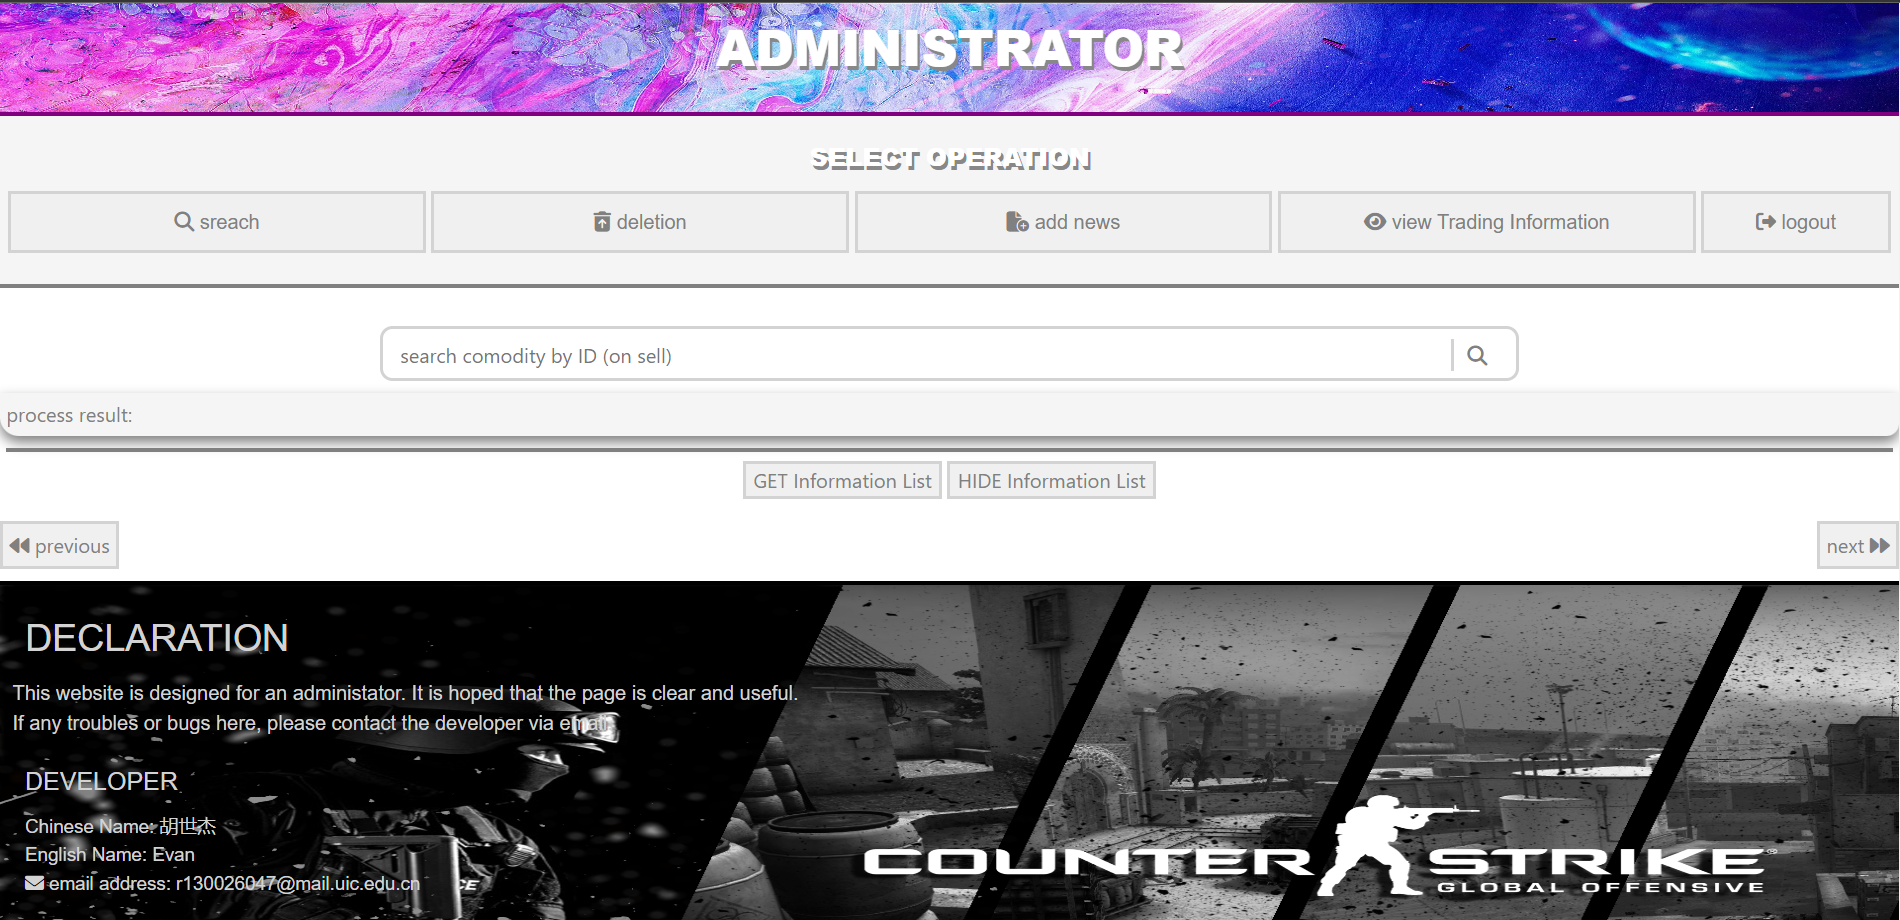 ADMINISTRATOR
SELECT OPERATION
sreach
deletion
add news
view Trading Information
logout
search comodity by ID (on sell)
process result:
GET Information List
HIDE Information List
previous
next
DECLARATION
This website is designed for an administator. It is hoped that the page is clear and useful.
If any troubles or bugs here, please contact the developer via email.
DEVELOPER
Chinese Name: 胡世杰
English Name: Evan
email address: r130026047@mail.uic.edu.cn
COUNTER STRIKE®
GLOBAL OFFENSIVE